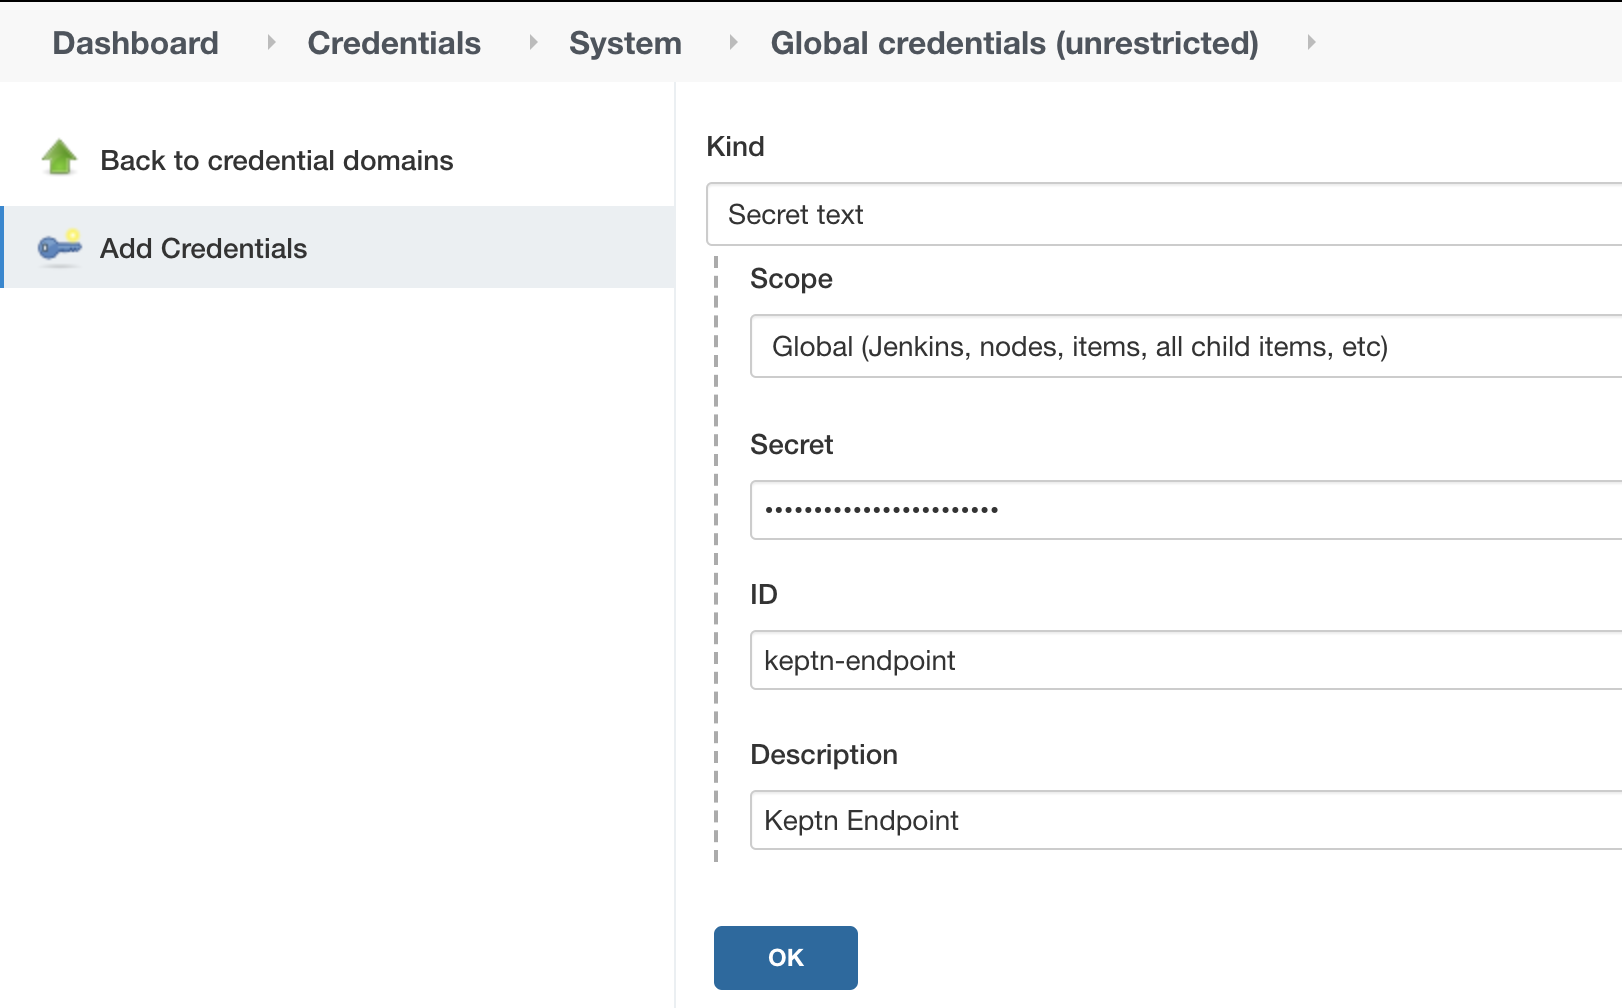 Dashboard Credentials System Global credentials (unrestricted)
Back to credential domains
Add Credentials
Kind
Secret text
Scope
Global (Jenkins, nodes, items, all child items, etc)
Secret
••••••••••••••••••••••••
ID
keptn-endpoint
Description
Keptn Endpoint
OK